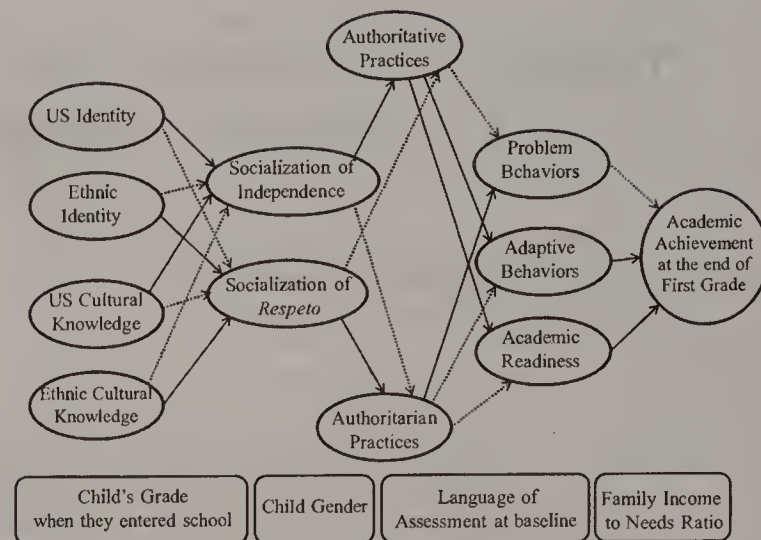 Authoritative
Practices
US Identity
Ethnic
Identity
US Cultural
Knowledge
Ethnic Cultural
Knowledge
Socialization of
Independence
Socialization of
Respeto
Authoritarian
Practices
Problem
Behaviors
Adaptive
Behaviors
Academic
Readiness
Academic
Achievement
at the end of
First Grade
Child's Grade
when they entered school
Child Gender
Language of
Assessment at baseline
Family Income
to Needs Ratio